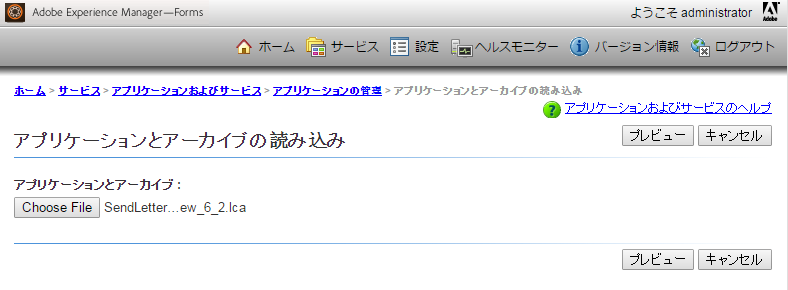 Adobe Experience Manager—Forms ようこそ administrator Adobe
ホーム サービス 設定 ヘルスモニター バージョン情報 ログアウト
ホーム > サービス > アプリケーションおよびサービス > アプリケーションの管理 > アプリケーションとアーカイブの読み込み
アプリケーションおよびサービスのヘルプ
アプリケーションとアーカイブの読み込み プレビュー キャンセル
アプリケーションとアーカイブ：
Choose File SendLetter...ew_6_2.lca
プレビュー キャンセル